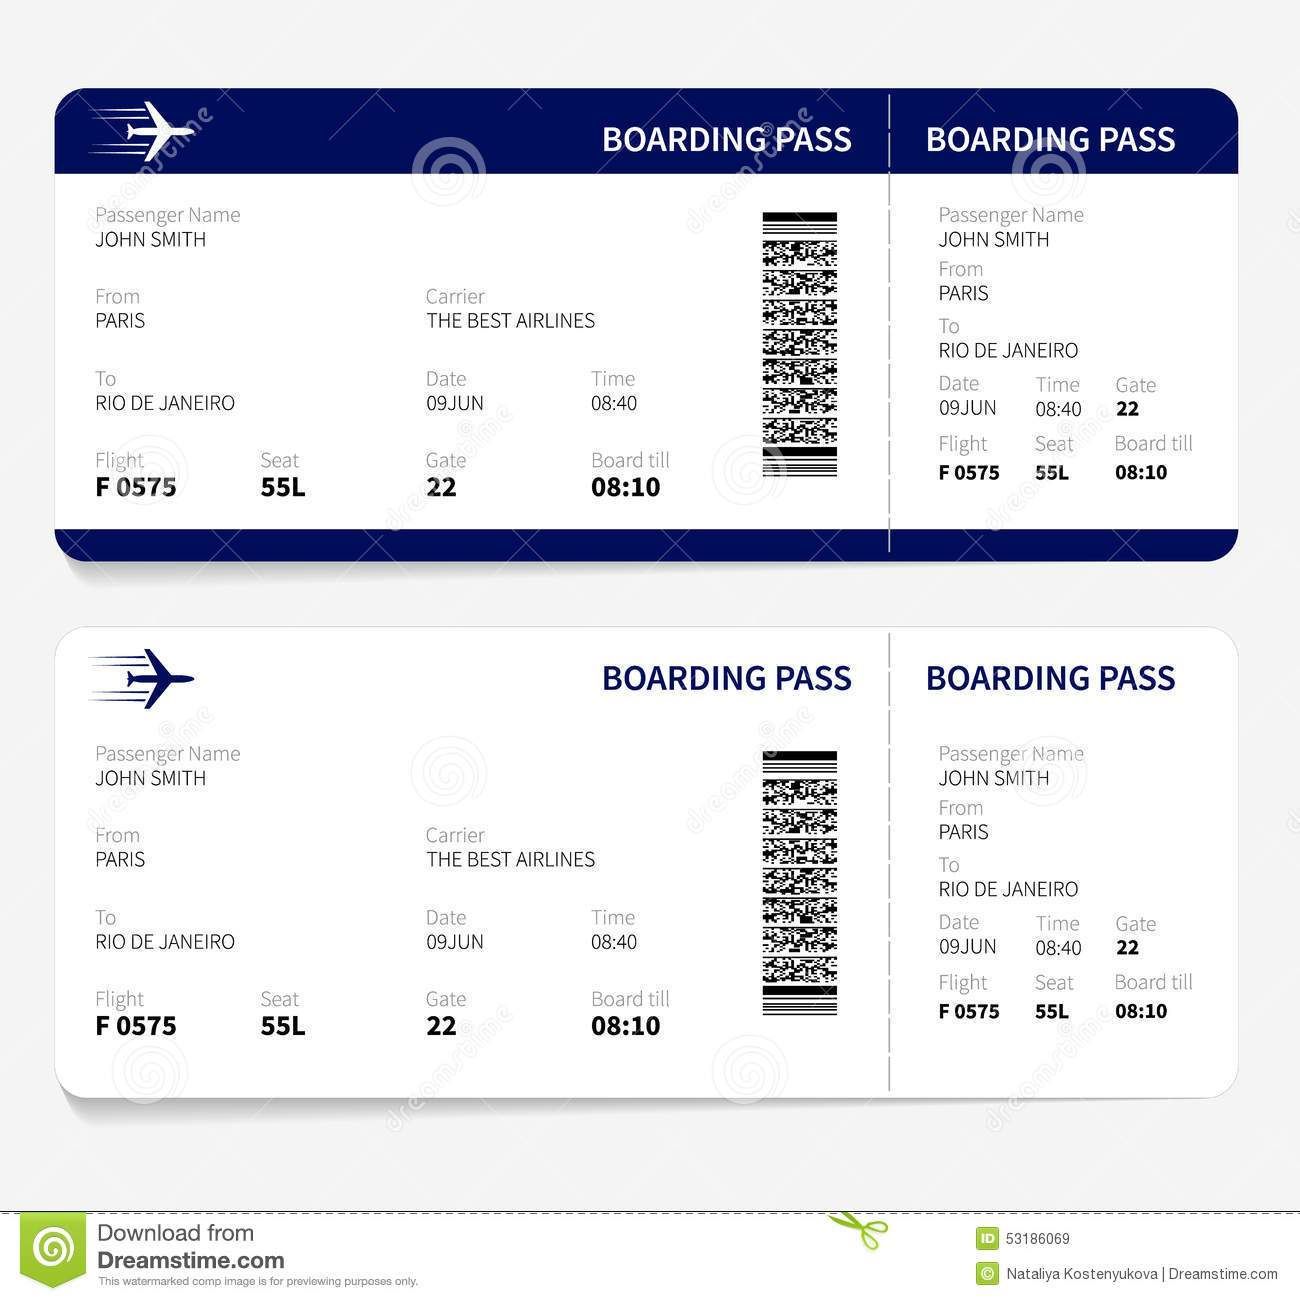 BOARDING PASS BOARDING PASS
Passenger Name
JOHN SMITH
From Carrier
PARIS THE BEST AIRLINES
To Date Time
RIO DE JANEIRO 09JUN 08:40
Flight Seat Gate Board till
F 0575 55L 22 08:10
Passenger Name
JOHN SMITH
From
PARIS
To
RIO DE JANEIRO
Date Time Gate
09JUN 08:40 22
Flight Seat Board till
F 0575 55L 08:10
BOARDING PASS BOARDING PASS
Passenger Name
JOHN SMITH
From Carrier
PARIS THE BEST AIRLINES
To Date Time
RIO DE JANEIRO 09JUN 08:40
Flight Seat Gate Board till
F 0575 55L 22 08:10
Passenger Name
JOHN SMITH
From
PARIS
To
RIO DE JANEIRO
Date Time Gate
09JUN 08:40 22
Flight Seat Board till
F 0575 55L 08:10
Download from
Dreamstime.com
This watermarked comp image is for previewing purposes only.
ID 53186069
© Nataliya Kostenyukova | Dreamstime.com